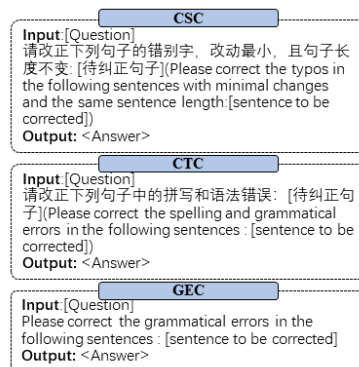 CSC
Input:[Question]
请改正下列句子的错别字，改动最小，且句子长
度不变: [待纠正句子](Please correct the typos in
the following sentences with minimal changes
and the same sentence length:[sentence to be
corrected])
Output: <Answer>
CTC
Input:[Question]
请改正下列句子中的拼写和语法错误：[待纠正句
子](Please correct the spelling and grammatical
errors in the following sentences : [sentence to be
corrected])
Output: <Answer>
GEC
Input:[Question]
Please correct the grammatical errors in the
following sentences : [sentence to be corrected]
Output: <Answer>